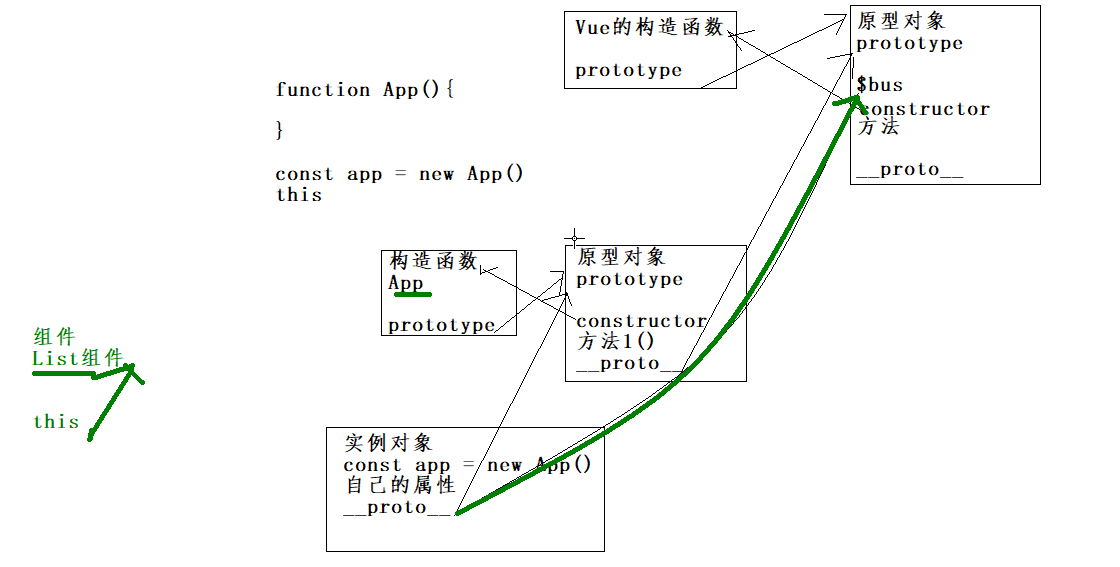 Vue的构造函数
prototype
原型对象
prototype
$bus
constructor
方法
__proto__
function App(){
}
const app = new App()
this
构造函数
App
prototype
原型对象
prototype
constructor
方法1()
__proto__
组件
List组件
this
实例对象
const app = new App()
自己的属性
__proto__